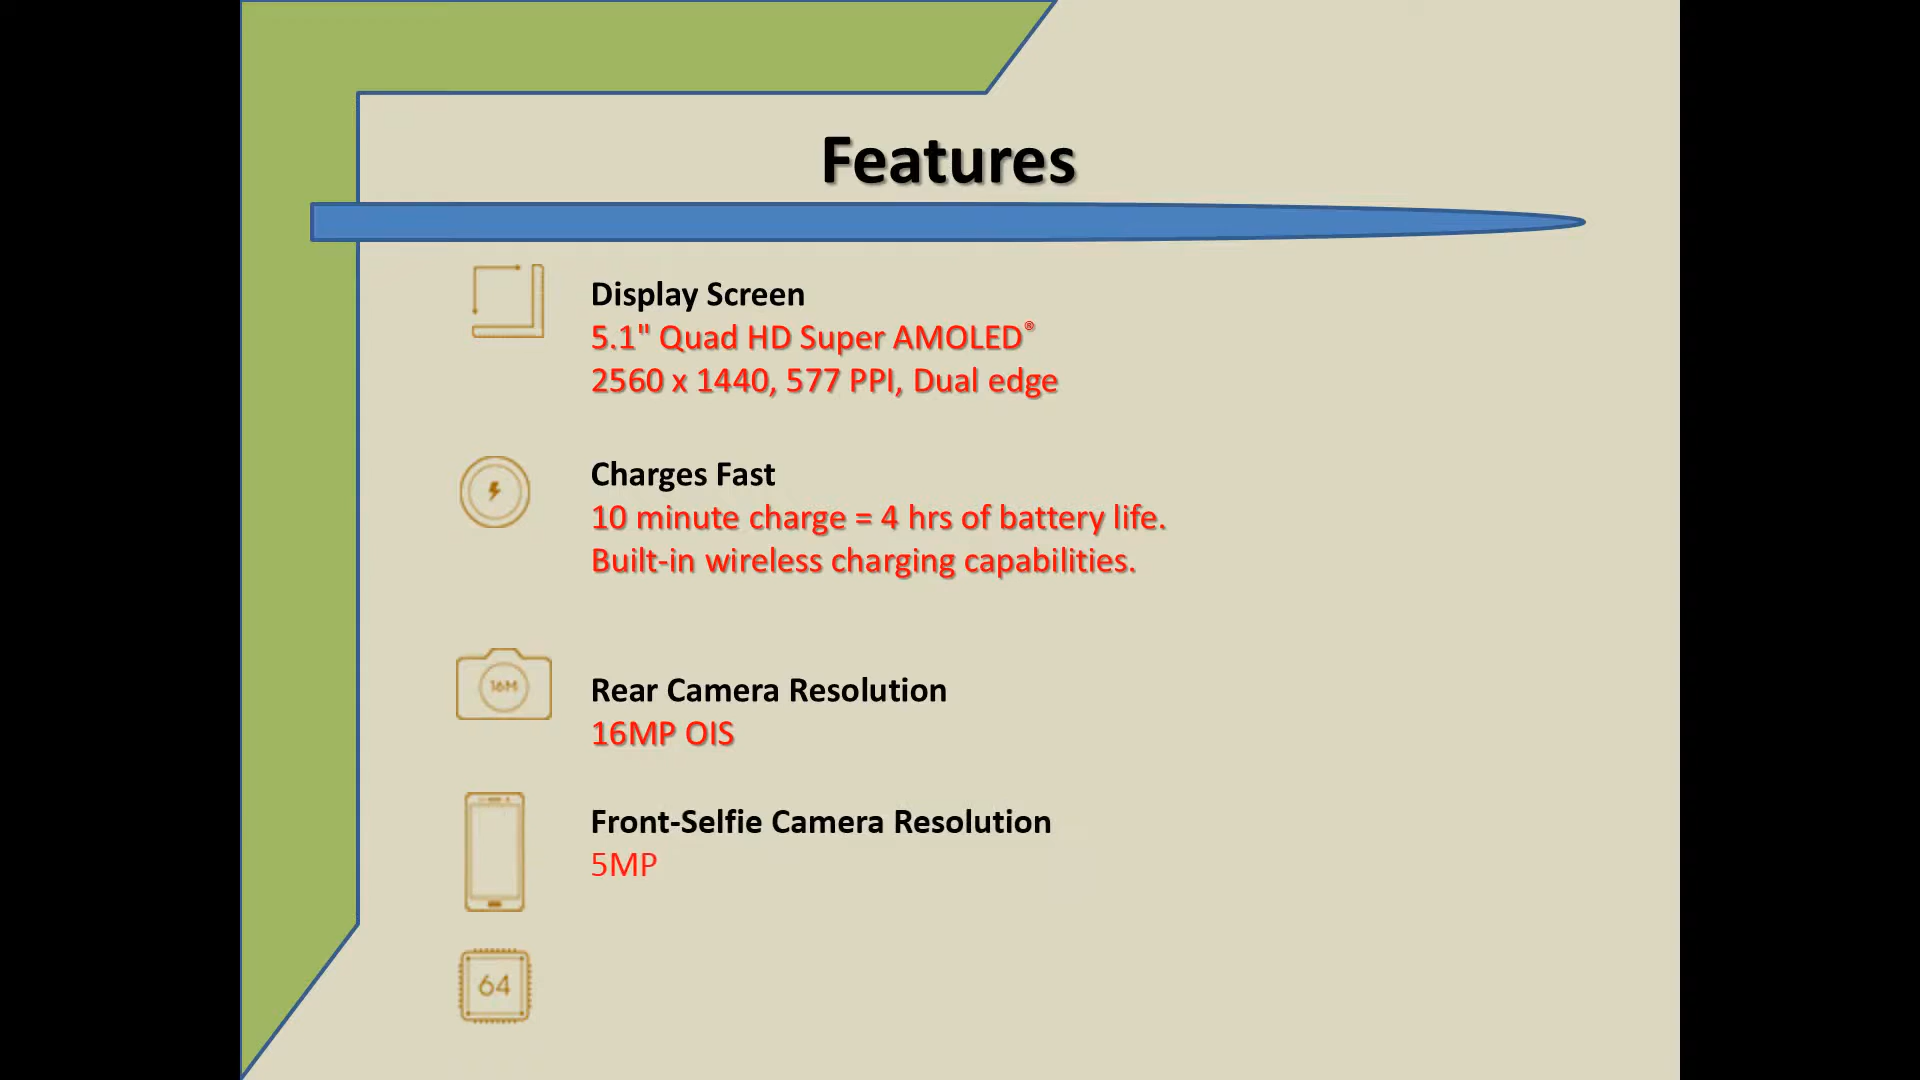 Features
Display Screen
5.1" Quad HD Super AMOLED®
2560 x 1440, 577 PPI, Dual edge
Charges Fast
10 minute charge = 4 hrs of battery life.
Built-in wireless charging capabilities.
16M
Rear Camera Resolution
16MP OIS
Front-Selfie Camera Resolution
5MP
64